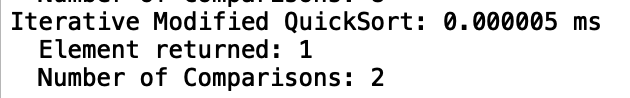 Iterative Modified QuickSort: 0.000005 ms
Element returned: 1
Number of Comparisons: 2